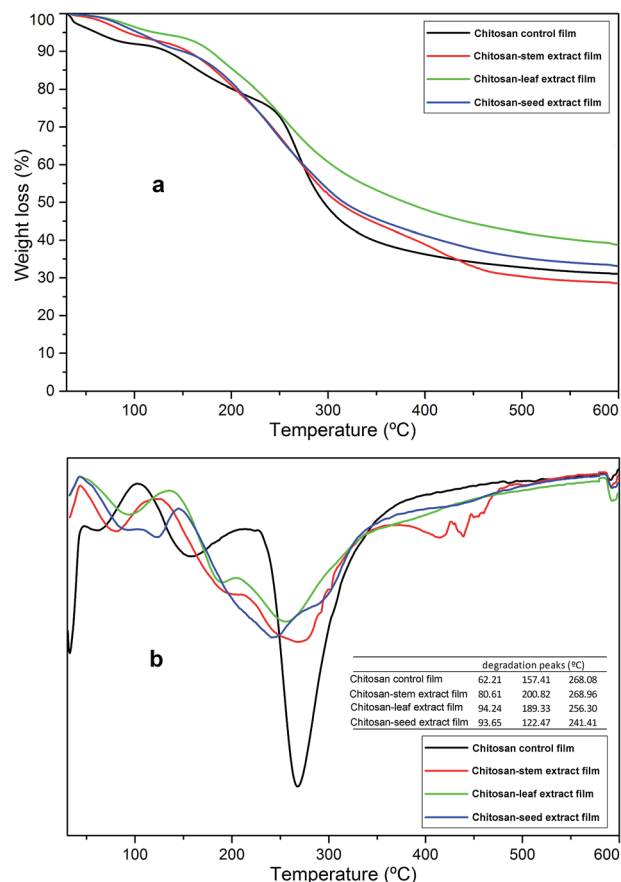 100
90
80
70
60
50
40
30
20
10
0
Weight loss (%)
Chitosan control film
Chitosan-stem extract film
Chitosan-leaf extract film
Chitosan-seed extract film
a
100 200 300 400 500 600
Temperature (ºC)
b
degradation peaks (ºC)
Chitosan control film 62.21 157.41 268.08
Chitosan-stem extract film 80.61 200.82 268.96
Chitosan-leaf extract film 94.24 189.33 256.30
Chitosan-seed extract film 93.65 122.47 241.41
Chitosan control film
Chitosan-stem extract film
Chitosan-leaf extract film
Chitosan-seed extract film
100 200 300 400 500 600
Temperature (ºC)